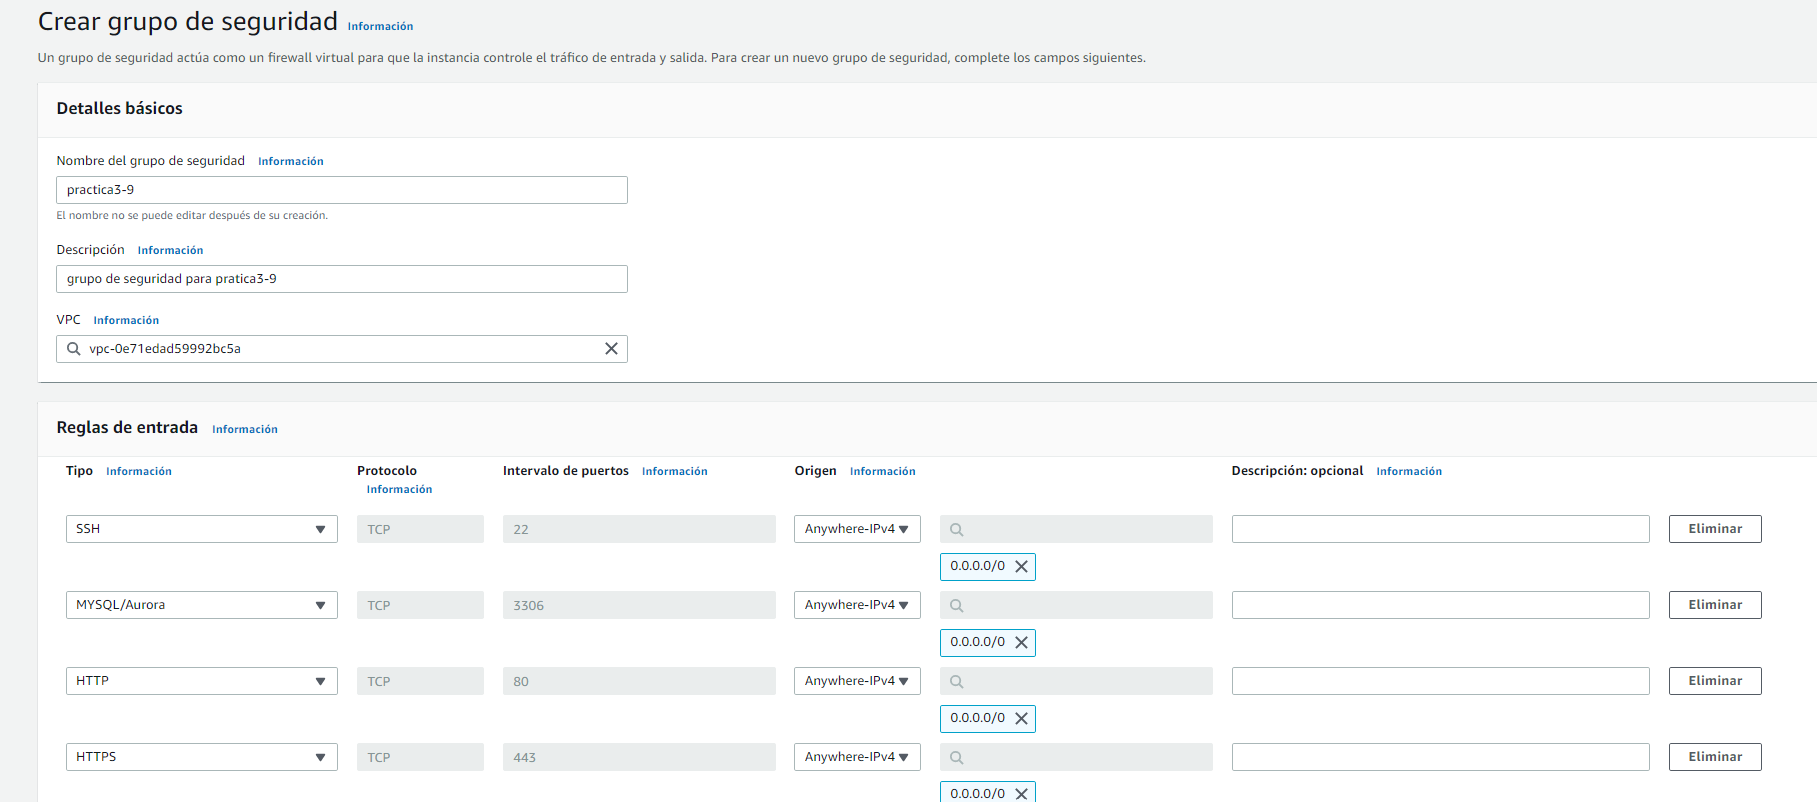 Crear grupo de seguridad Información
Un grupo de seguridad actúa como un firewall virtual para que la instancia controle el tráfico de entrada y salida. Para crear un nuevo grupo de seguridad, complete los campos siguientes.
Detalles básicos
Nombre del grupo de seguridad Información
practica3-9
El nombre no se puede editar después de su creación.
Descripción Información
grupo de seguridad para pratica3-9
VPC Información
vpc-0e71edad59992bc5a
Reglas de entrada Información
Tipo Información Protocolo Intervalo de puertos Información Origen Información Descripción: opcional Información
Información
SSH TCP 22 Anywhere-IPv4 Eliminar
0.0.0.0/0
MYSQL/Aurora TCP 3306 Anywhere-IPv4 Eliminar
0.0.0.0/0
HTTP TCP 80 Anywhere-IPv4 Eliminar
0.0.0.0/0
HTTPS TCP 443 Anywhere-IPv4 Eliminar
0.0.0.0/0